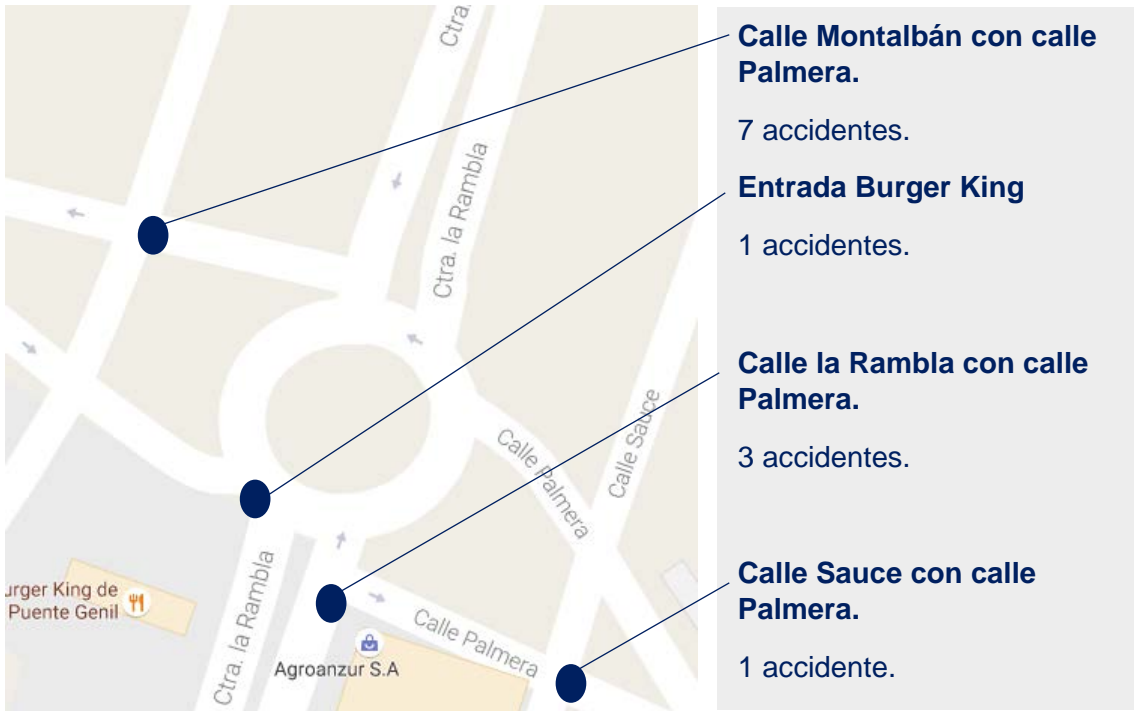 Ctra.
Ctra. la Rambla
Calle Sauce
Calle Palmera
urger King de
Puente Genil
Ctra. la Rambla
Calle Palmera
Agroanzur S.A
Calle Montalbán con calle
Palmera.
7 accidentes.
Entrada Burger King
1 accidentes.
Calle la Rambla con calle
Palmera.
3 accidentes.
Calle Sauce con calle
Palmera.
1 accidente.